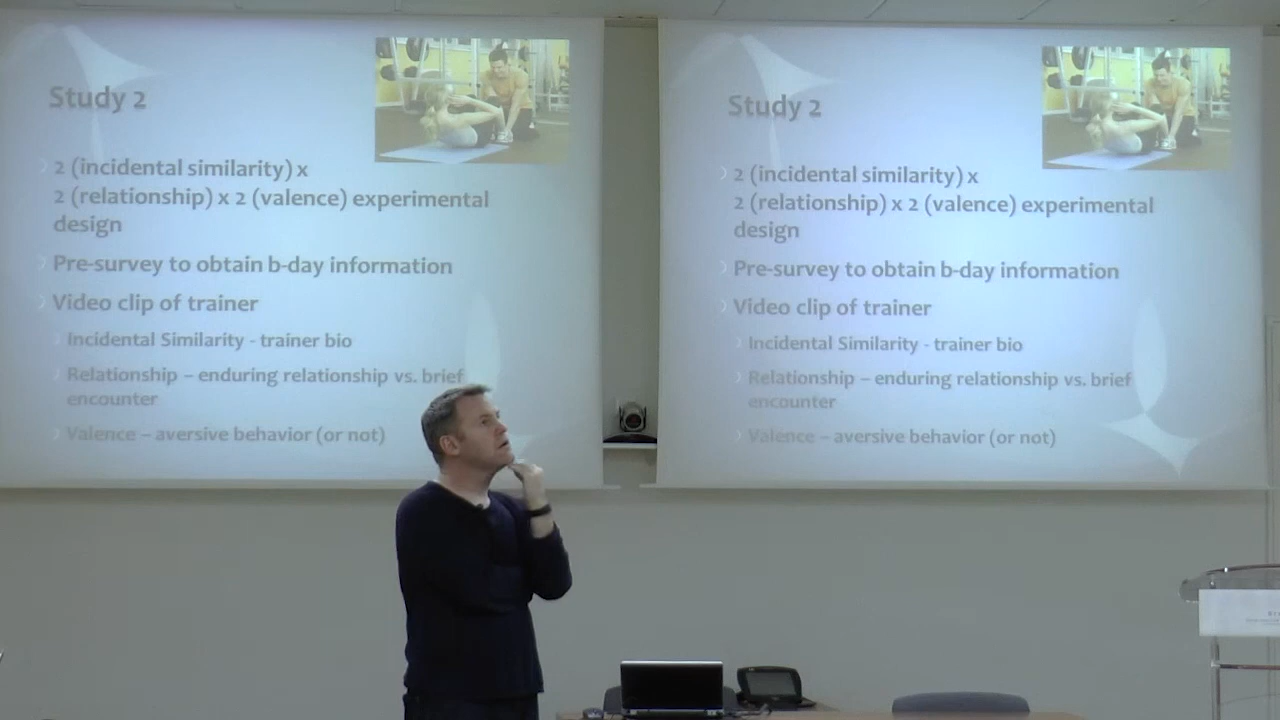 Study 2
2 (incidental similarity) x
2 (relationship) x 2 (valence) experimental
design
Pre-survey to obtain b-day information
Video clip of trainer
Incidental Similarity - trainer bio
Relationship – enduring relationship vs. brief
encounter
Valence – aversive behavior (or not)
Study 2
2 (incidental similarity) x
2 (relationship) x 2 (valence) experimental
design
Pre-survey to obtain b-day information
Video clip of trainer
Incidental Similarity - trainer bio
Relationship – enduring relationship vs. brief
encounter
Valence – aversive behavior (or not)